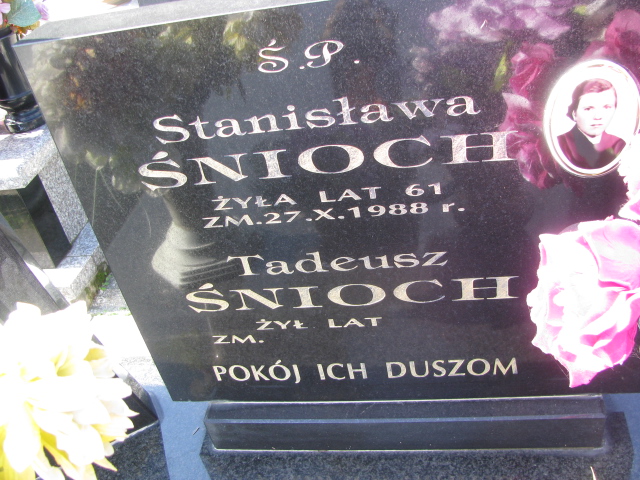 Ś.P.
Stanisława
ŚNIOCH
ŻYŁA LAT 61
ZM.27.X.1988 r.
Tadeusz
ŚNIOCH
ŻYŁ LAT
ZM.
POKÓJ ICH DUSZOM